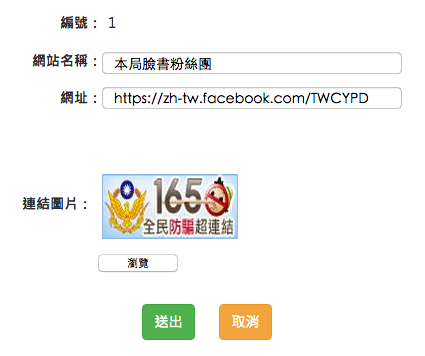 編號： 1
網站名稱： 本局臉書粉絲團
網址： https://zh-tw.facebook.com/TWCYPD
連結圖片：
165
全民防騙超連結
瀏覽
送出 取消